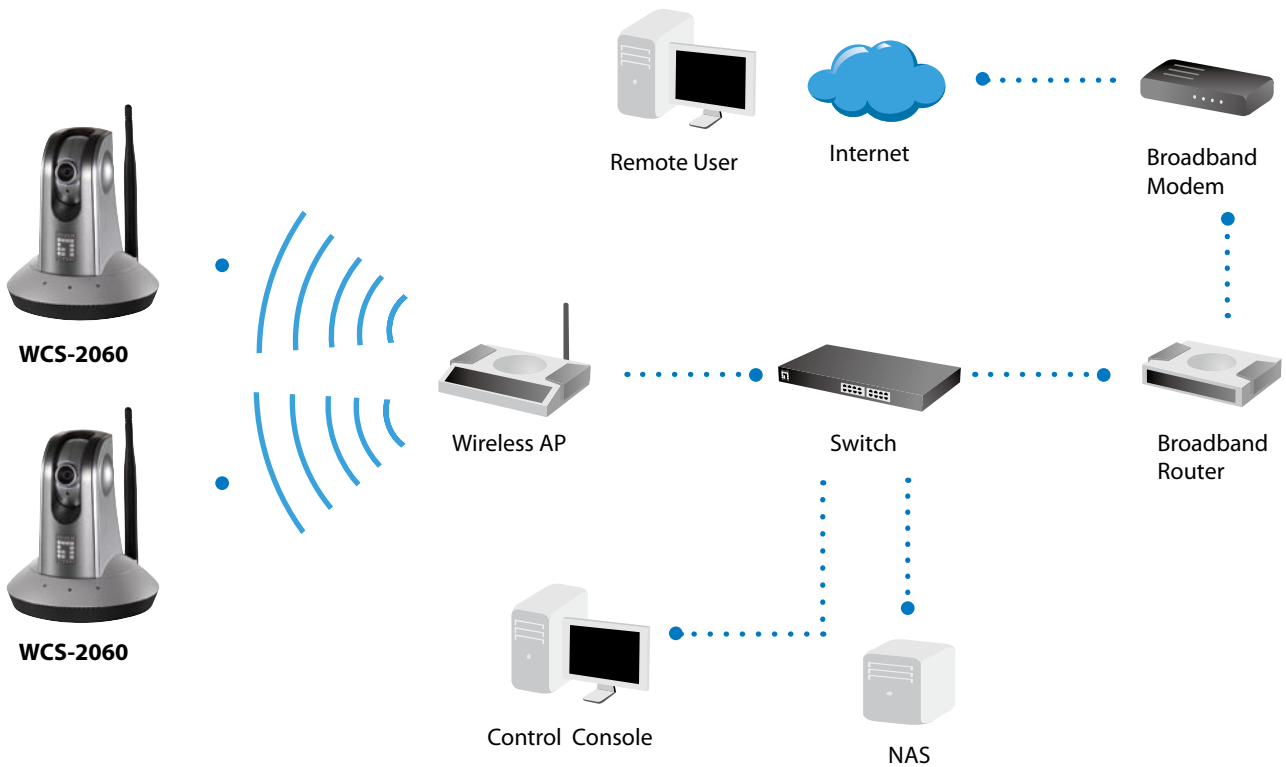 Remote User
Internet
Broadband
Modem
WCS-2060
Wireless AP
Switch
Broadband
Router
WCS-2060
Control Console
NAS